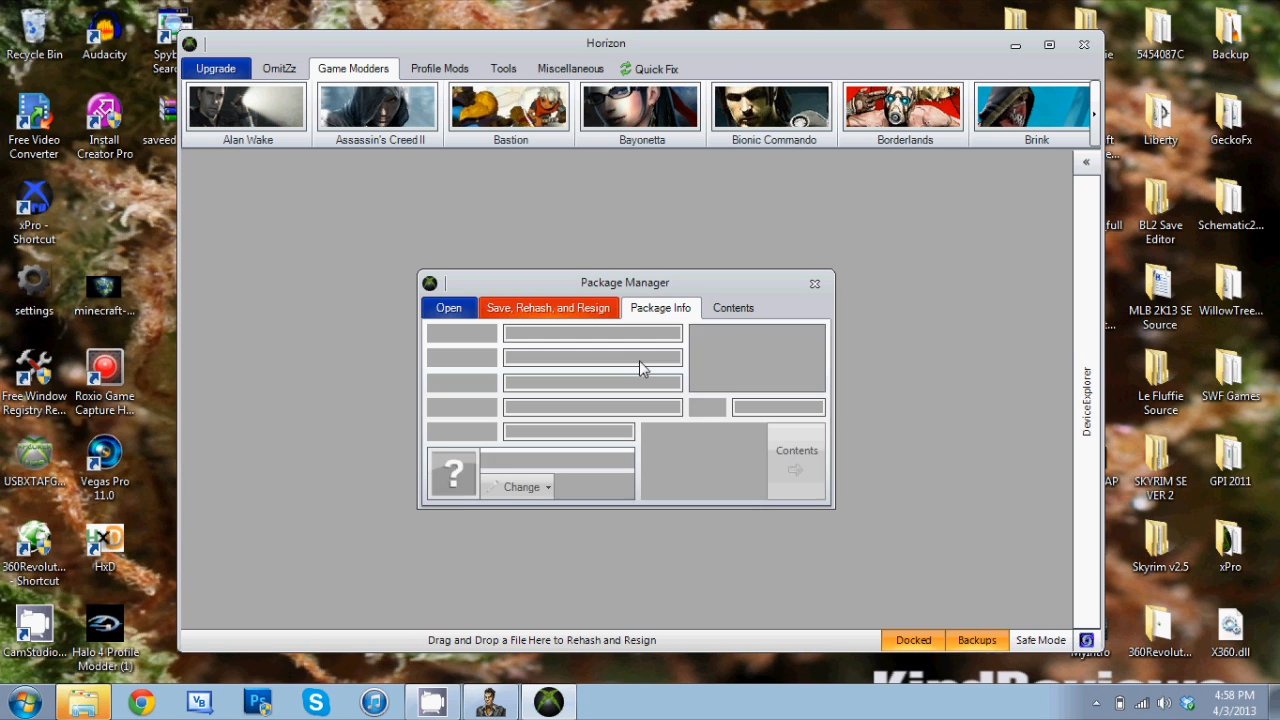 Recycle Bin
Audacity
Spyb
Sear
5454087C
Backup
Free Video
Converter
Install
Creator Pro
saveed
Liberty
GeckoFx
xPro -
Shortcut
full
BL2 Save
Editor
Schematic2...
settings
minecraft-...
MLB 2K13 SE
Source
WillowTree...
Free Window
Registry Re...
Roxio Game
Capture H...
Le Fluffie
Source
SWF Games
USBXTAFG...
Vegas Pro
11.0
AP
SKYRIM SE
VER 2
GPI 2011
360Revolut...
- Shortcut
HxD
Skyrim v2.5
xPro
CamStudio...
Halo 4 Profile
Modder (1)
360Revolut...
X360.dll
Horizon
Upgrade
OmitZz
Game Modders
Profile Mods
Tools
Miscellaneous
Quick Fix
Alan Wake
Assassin's Creed II
Bastion
Bayonetta
Bionic Commando
Borderlands
Brink
DeviceExplorer
Package Manager
Open
Save, Rehash, and Resign
Package Info
Contents
Contents
?
Change
Drag and Drop a File Here to Rehash and Resign
Docked
Backups
Safe Mode
KindReviews
4:58 PM
4/3/2013